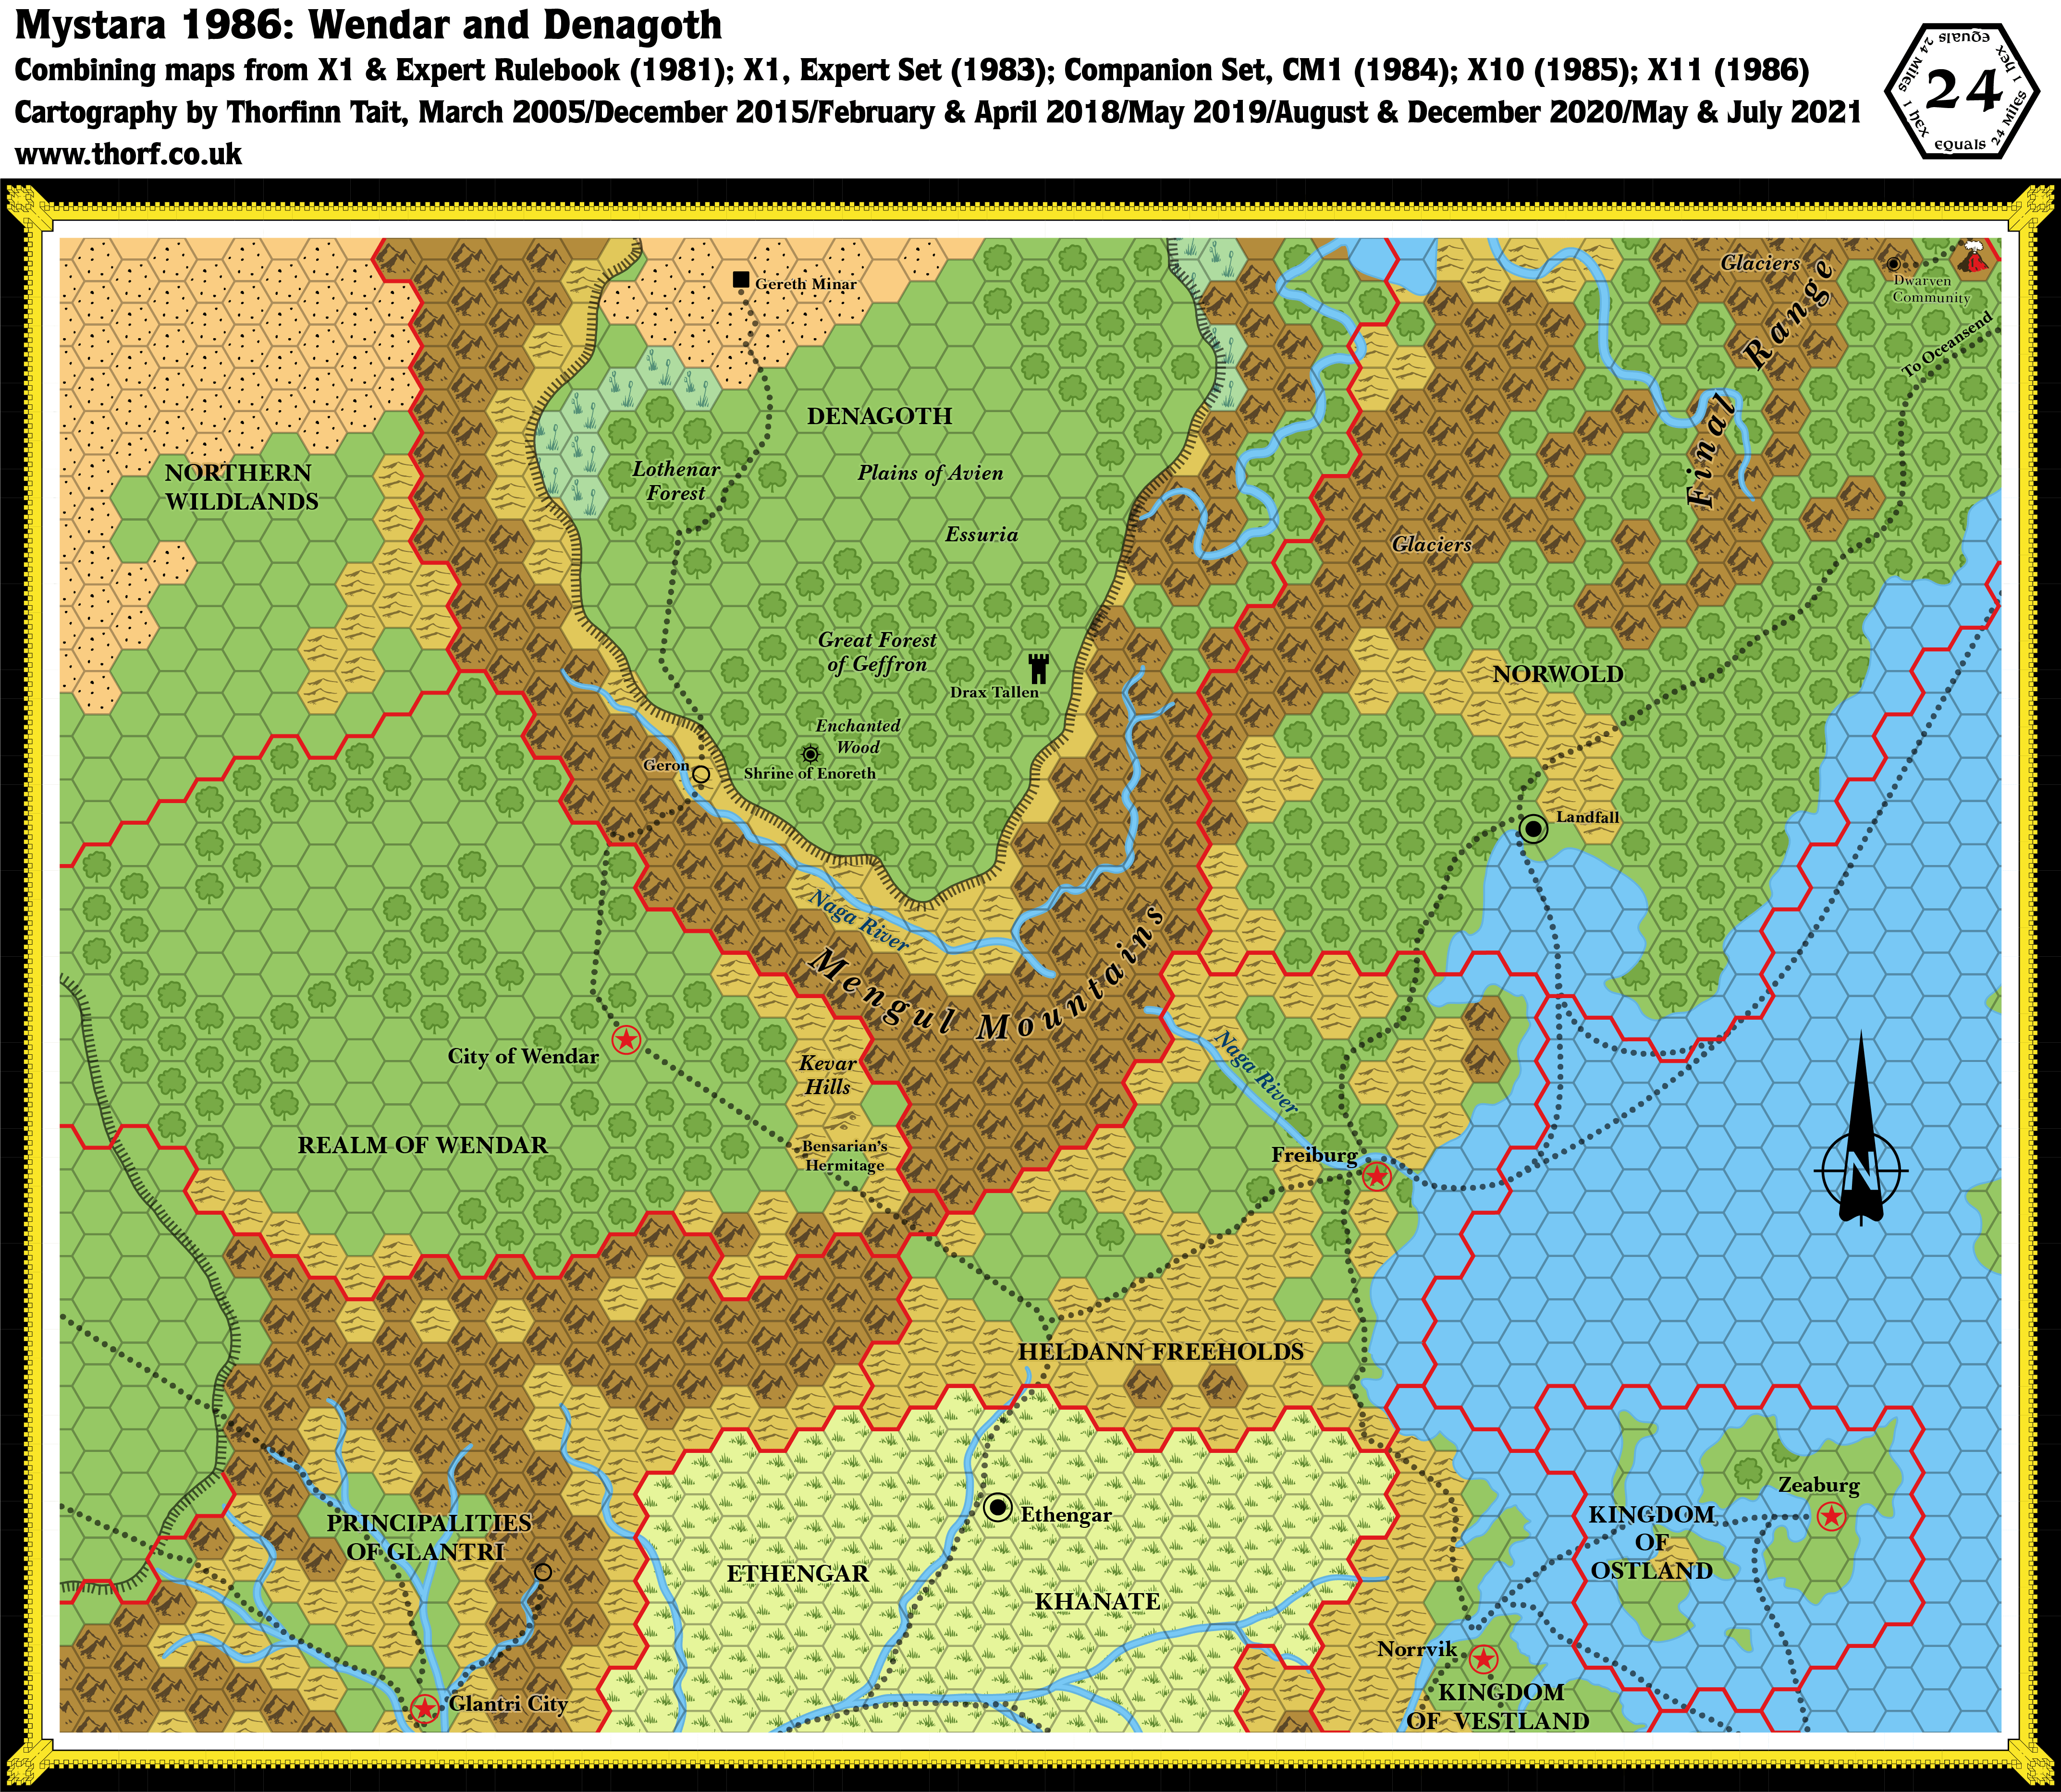 Mystara 1986: Wendar and Denagoth
Combining maps from X1 & Expert Rulebook (1981); X1, Expert Set (1983); Companion Set, CM1 (1984); X10 (1985); X11 (1986)
Cartography by Thorfinn Tait, March 2005/December 2015/February & April 2018/May 2019/August & December 2020/May & July 2021
www.thorf.co.uk
24
1 hex equals 24 Miles
1 hex equals 24 Miles
Glaciers
Dwarven
Community
Gereth Minar
Final Range
To Oceansend
DENAGOTH
NORTHERN
WILDLANDS
Lothenar
Forest
Plains of Avien
Essuria
Glaciers
Great Forest
of Geffron
Drax Tallen
NORWOLD
Enchanted
Wood
Geron
Shrine of Enoreth
Landfall
Naga River
Mengul Mountains
City of Wendar
Kevar
Hills
Naga River
REALM OF WENDAR
Bensarian's
Hermitage
Freiburg
N
HELDANN FREEHOLDS
Zeaburg
Ethengar
PRINCIPALITIES
OF GLANTRI
KINGDOM
OF
OSTLAND
ETHENGAR
KHANATE
Norrvik
Glantri City
KINGDOM
OF VESTLAND